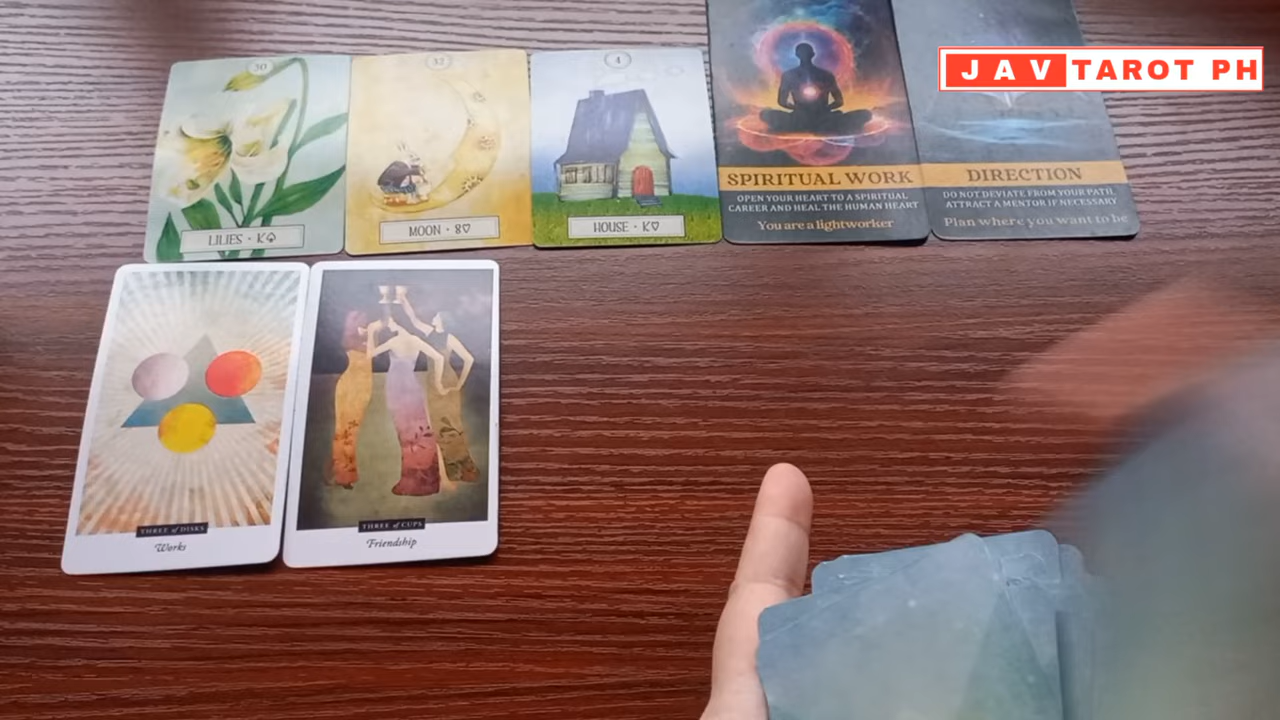 30
32
4
LILIES • K♠
MOON • 8♡
HOUSE • K♡
SPIRITUAL WORK
OPEN YOUR HEART TO A SPIRITUAL
CAREER AND HEAL THE HUMAN HEART
You are a lightworker
DIRECTION
DO NOT DEVIATE FROM YOUR PATH,
ATTRACT A MENTOR IF NECESSARY
Plan where you want to be
JAV TAROT PH
THREE of DISKS
Works
THREE of CUPS
Friendship